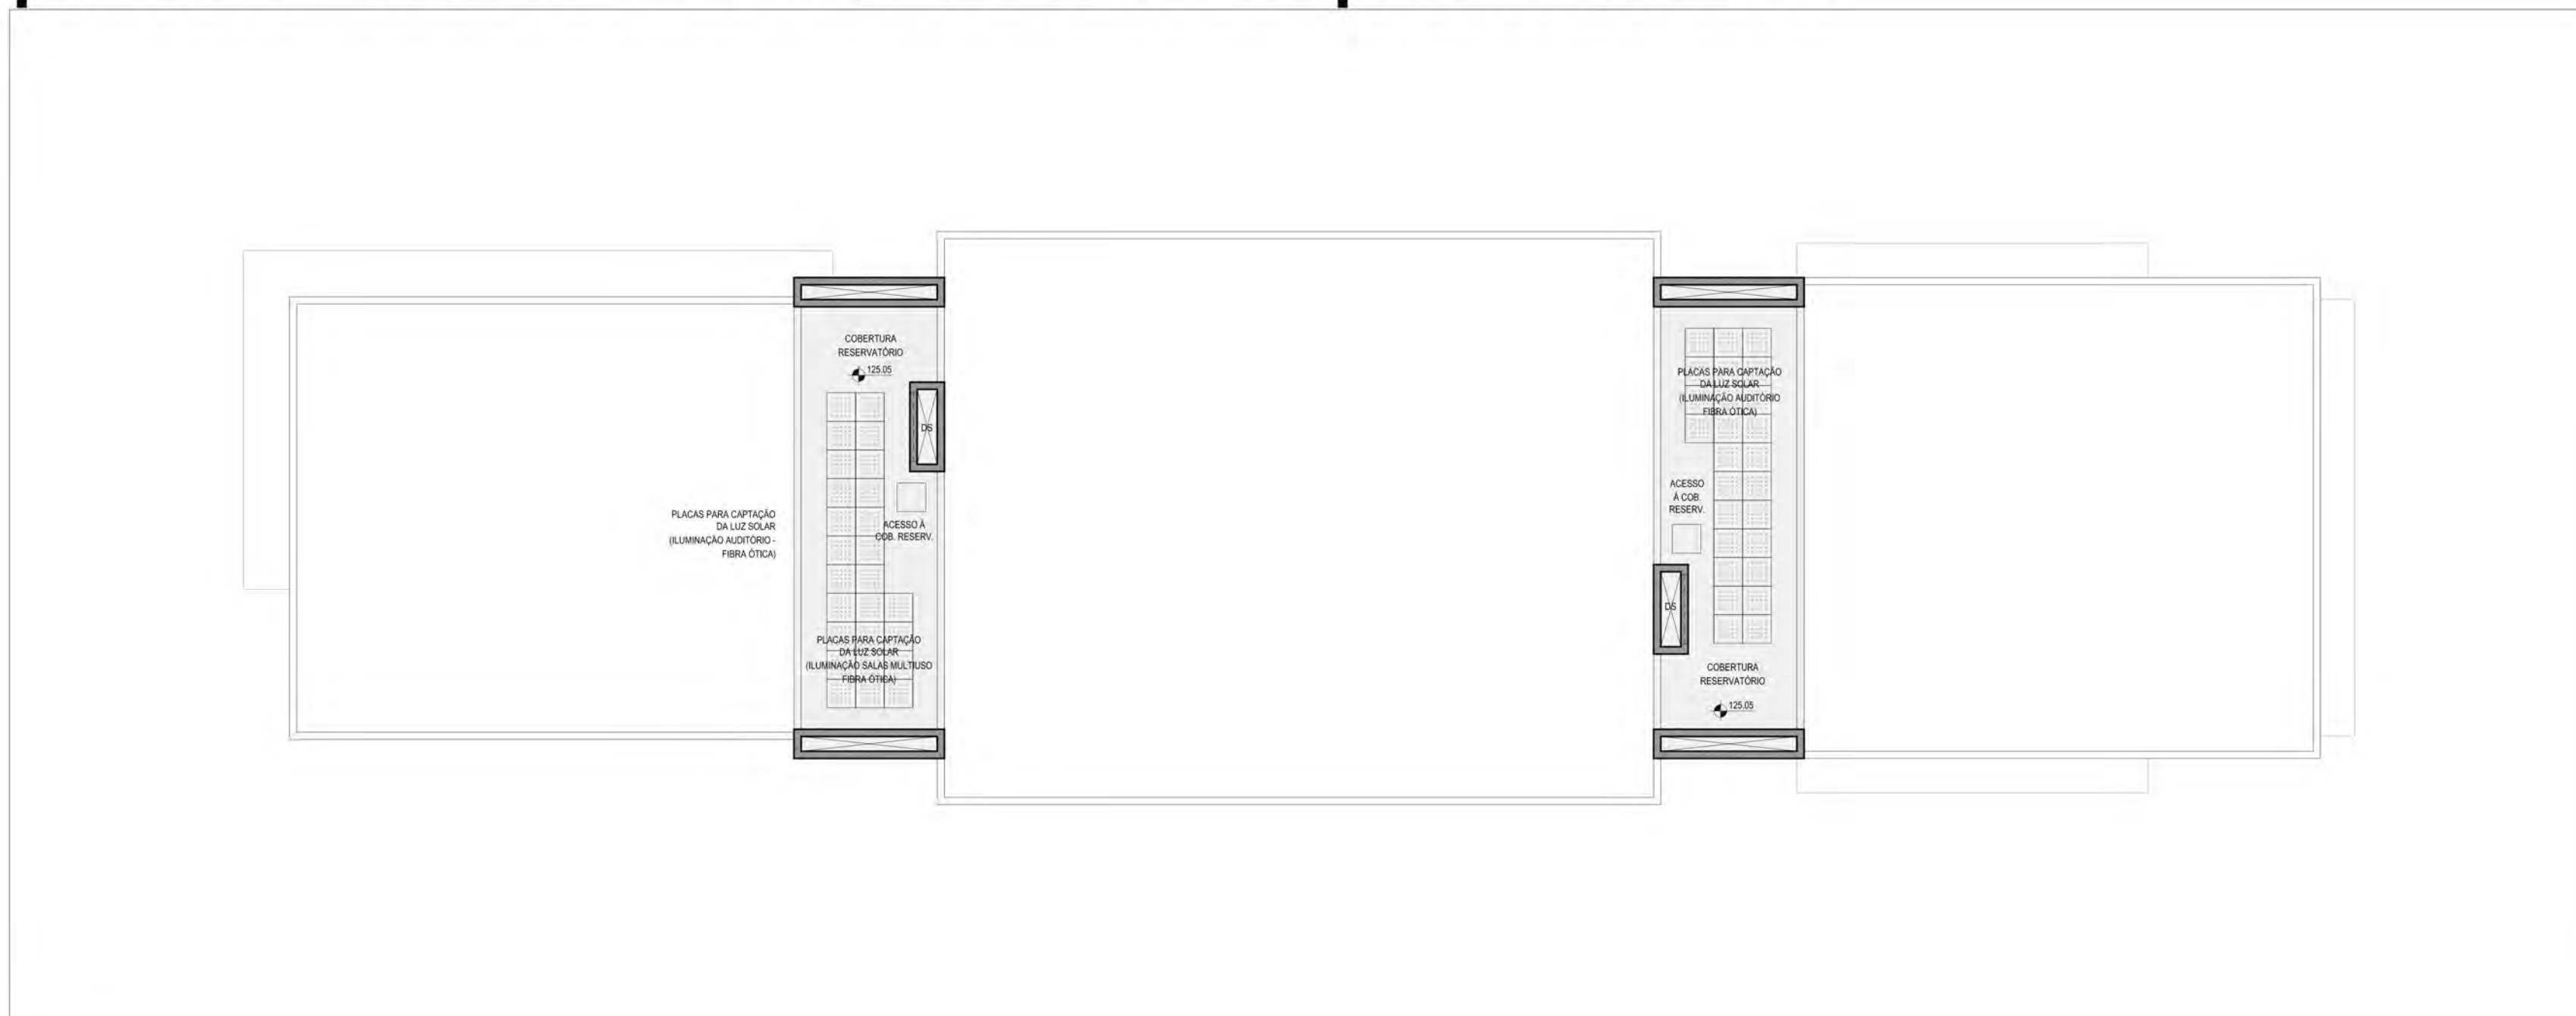 COBERTURA
RESERVATÓRIO
125.05
DS
ACESSO À
COB. RESERV.
PLACAS PARA CAPTAÇÃO
DA LUZ SOLAR
(ILUMINAÇÃO AUDITÓRIO -
FIBRA ÓTICA)
PLACAS PARA CAPTAÇÃO
DA LUZ SOLAR
(ILUMINAÇÃO SALAS MULTIUSO
FIBRA ÓTICA)
PLACAS PARA CAPTAÇÃO
DA LUZ SOLAR
(ILUMINAÇÃO AUDITÓRIO
FIBRA ÓTICA)
ACESSO
À COB.
RESERV.
DS
COBERTURA
RESERVATÓRIO
125.05